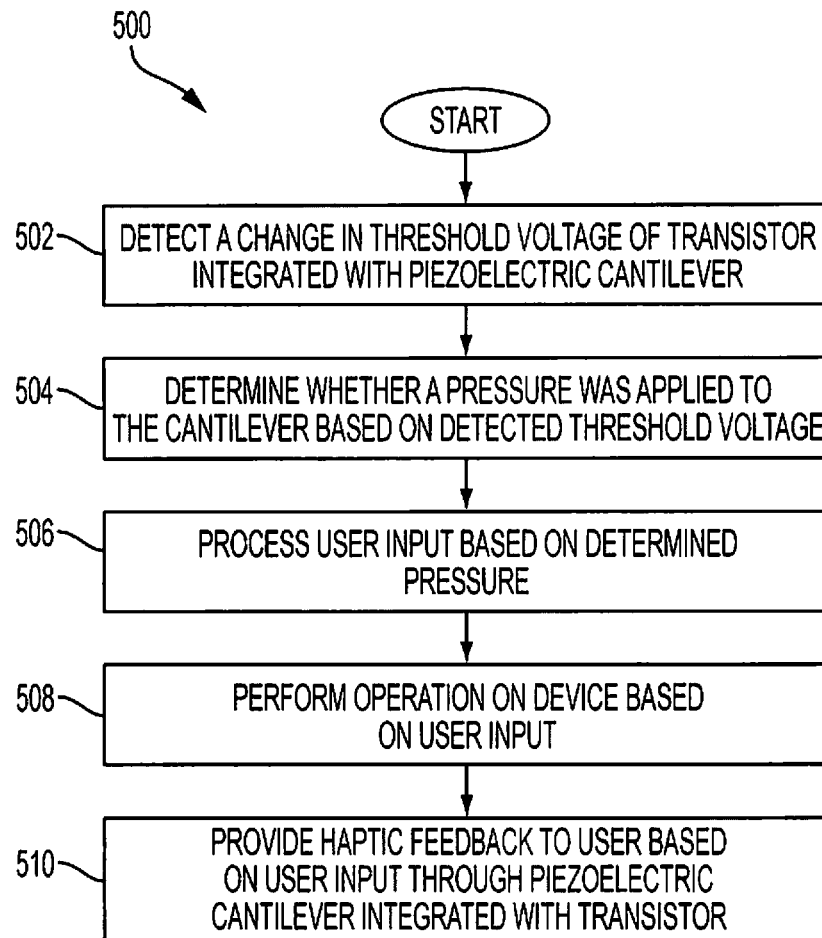 500
START
502
DETECT A CHANGE IN THRESHOLD VOLTAGE OF TRANSISTOR
INTEGRATED WITH PIEZOELECTRIC CANTILEVER
504
DETERMINE WHETHER A PRESSURE WAS APPLIED TO
THE CANTILEVER BASED ON DETECTED THRESHOLD VOLTAGE
506
PROCESS USER INPUT BASED ON DETERMINED
PRESSURE
508
PERFORM OPERATION ON DEVICE BASED
ON USER INPUT
510
PROVIDE HAPTIC FEEDBACK TO USER BASED
ON USER INPUT THROUGH PIEZOELECTRIC
CANTILEVER INTEGRATED WITH TRANSISTOR